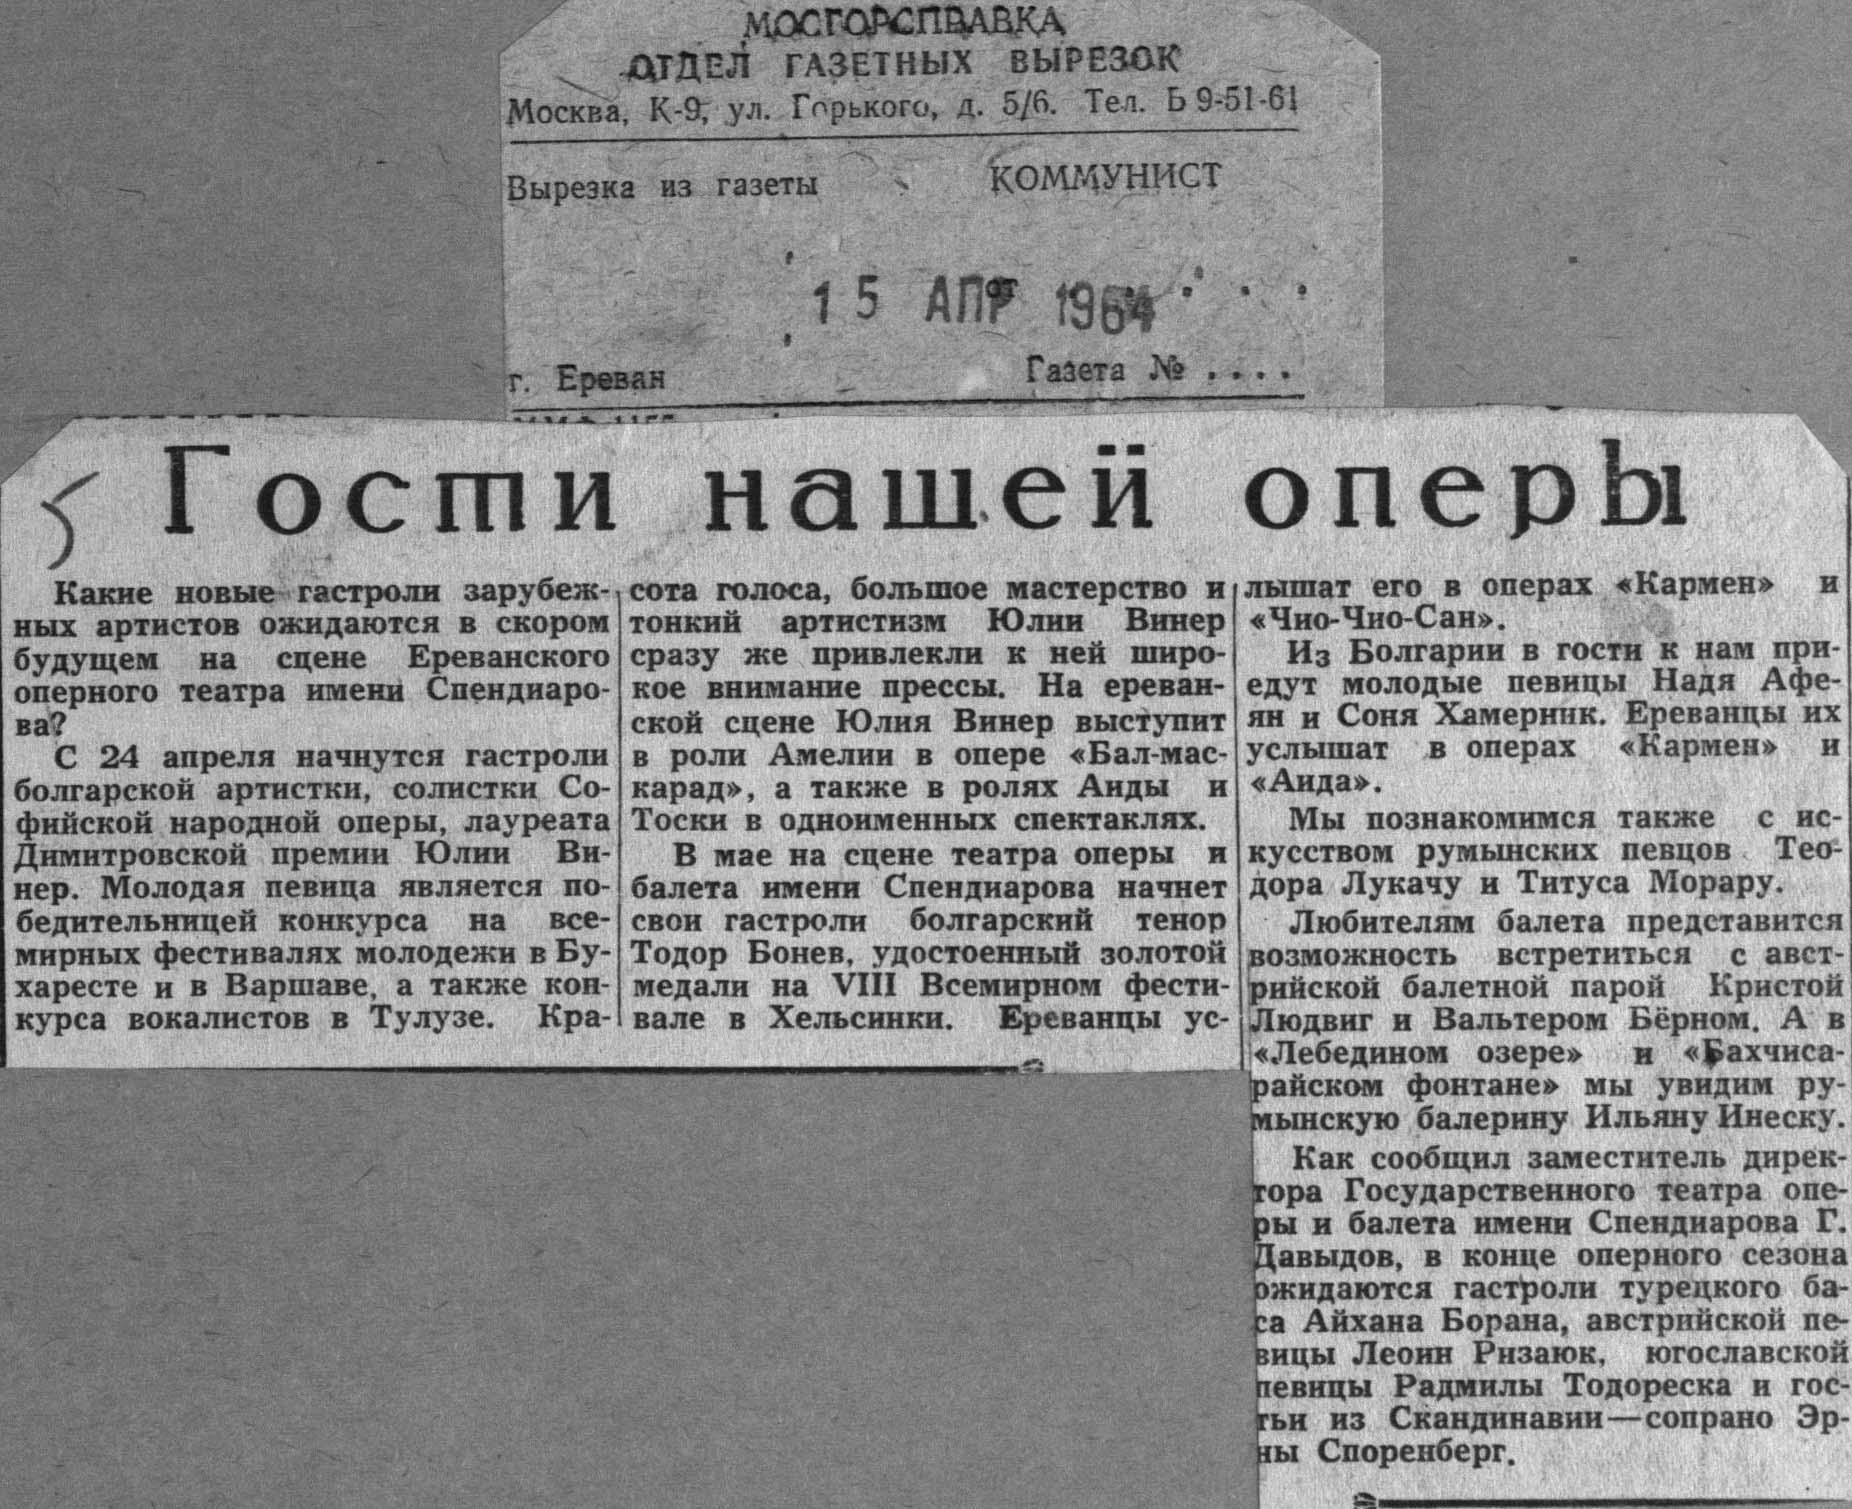 МОСГОРСПРАВКА
ОТДЕЛ ГАЗЕТНЫХ ВЫРЕЗОК
Москва, К-9, ул. Горького, д. 5/6. Тел. Б 9-51-61
Вырезка из газеты КОММУНИСТ
от
15 АПР 1964
г. Ереван Газета № ....
Гости нашей оперы
Какие новые гастроли зарубеж-
ных артистов ожидаются в скором
будущем на сцене Ереванского
оперного театра имени Спендиаро-
ва?
С 24 апреля начнутся гастроли
болгарской артистки, солистки Со-
фийской народной оперы, лауреата
Димитровской премии Юлии Ви-
нер. Молодая певица является по-
бедительницей конкурса на все-
мирных фестивалях молодежи в Бу-
харесте и в Варшаве, а также кон-
курса вокалистов в Тулузе. Кра-
сота голоса, большое мастерство и
тонкий артистизм Юлии Винер
сразу же привлекли к ней широ-
кое внимание прессы. На ереван-
ской сцене Юлия Винер выступит
в роли Амелии в опере «Бал-мас-
карад», а также в ролях Аиды и
Тоски в одноименных спектаклях.
В мае на сцене театра оперы и
балета имени Спендиарова начнет
свои гастроли болгарский тенор
Тодор Бонев, удостоенный золотой
медали на VIII Всемирном фести-
вале в Хельсинки. Ереванцы ус-
лышат его в операх «Кармен» и
«Чио-Чио-Сан».
Из Болгарии в гости к нам при-
едут молодые певицы Надя Афе-
ян и Соня Хамерник. Ереванцы их
услышат в операх «Кармен» и
«Аида».
Мы познакомимся также с ис-
кусством румынских певцов Тео-
дора Лукачу и Титуса Морару.
Любителям балета представится
возможность встретиться с авст-
рийской балетной парой Кристой
Людвиг и Вальтером Бёрном. А в
«Лебедином озере» и «Бахчиса-
райском фонтане» мы увидим ру-
мынскую балерину Ильяну Инеску.
Как сообщил заместитель дирек-
тора Государственного театра опе-
ры и балета имени Спендиарова Г.
Давыдов, в конце оперного сезона
ожидаются гастроли турецкого ба-
са Айхана Борана, австрийской пе-
вицы Леоин Ризаюк, югославской
певицы Радмилы Тодореска и гос-
тьи из Скандинавии—сопрано Эр-
ны Споренберг.